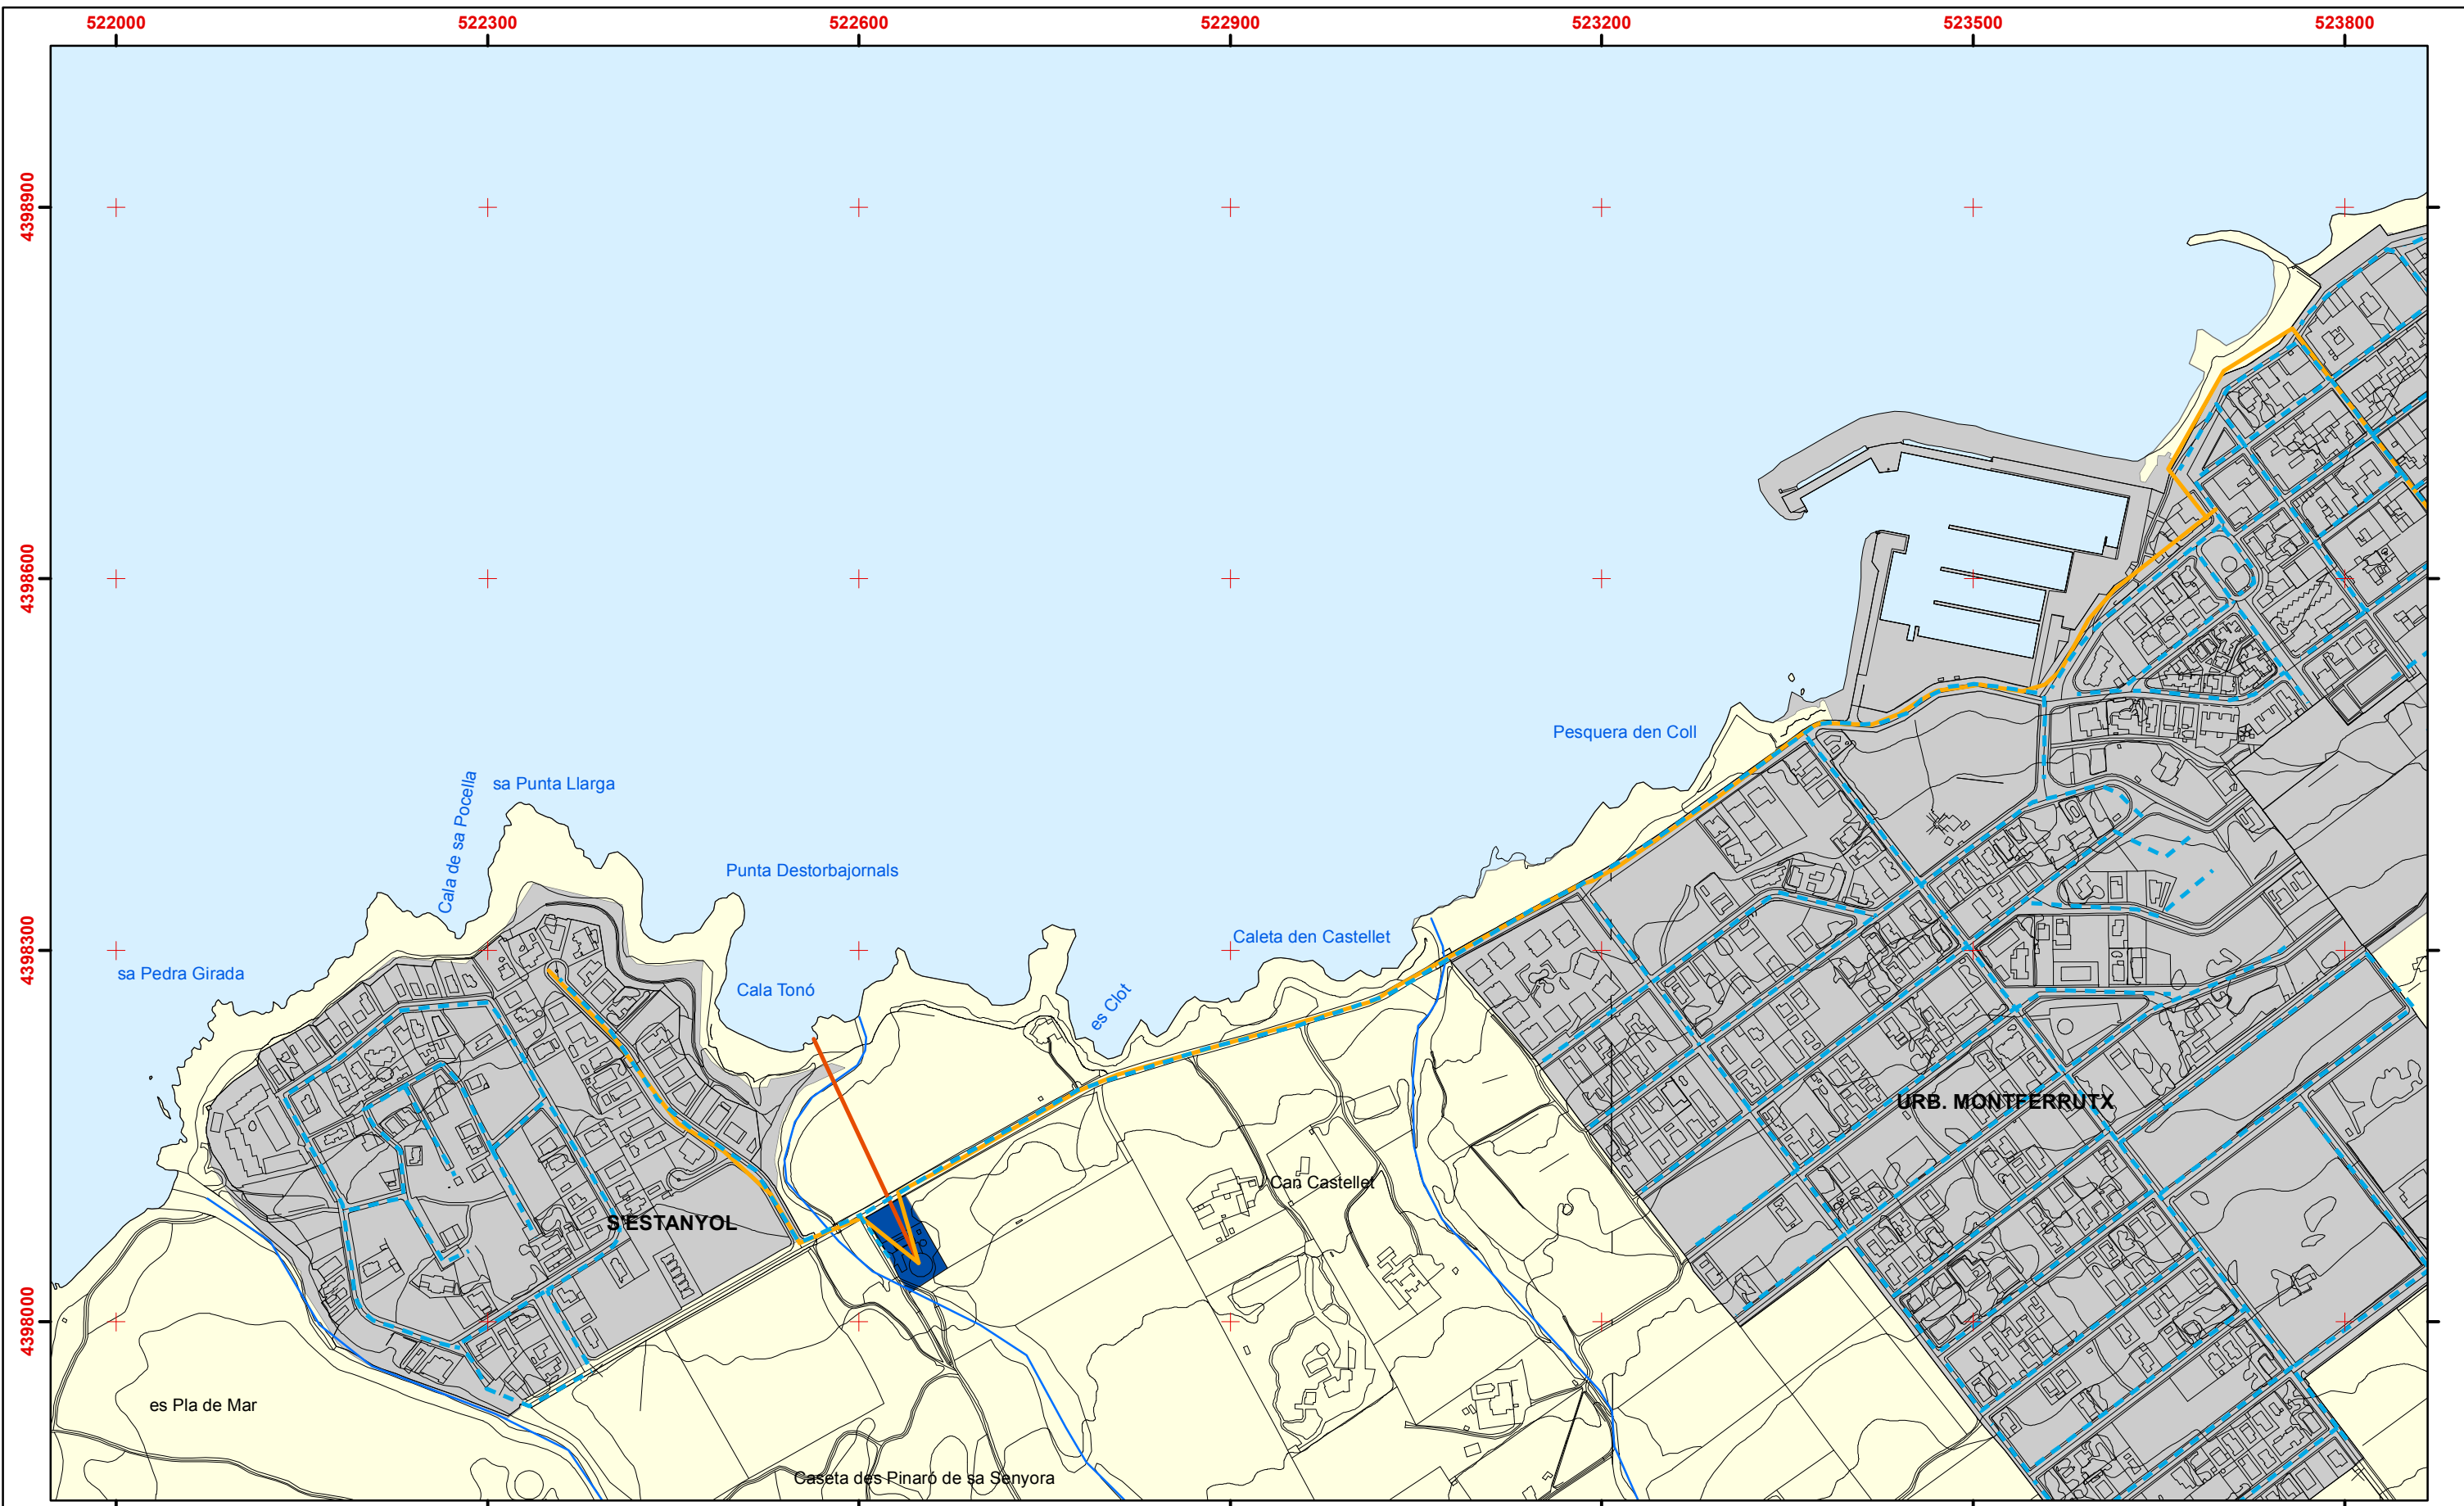 522000 522300 522600 522900 523200 523500 523800
4398900
4398600
4398300
4398000
Pesquera den Coll
Cala de sa Pocella
sa Punta Llarga
Punta Destorbajornals
Caleta den Castellet
sa Pedra Girada
Cala Tonó
es Clot
URB. MONTFERRUTX
Can Castellet
S'ESTANYOL
es Pla de Mar
Caseta des Pinaró de sa Senyora